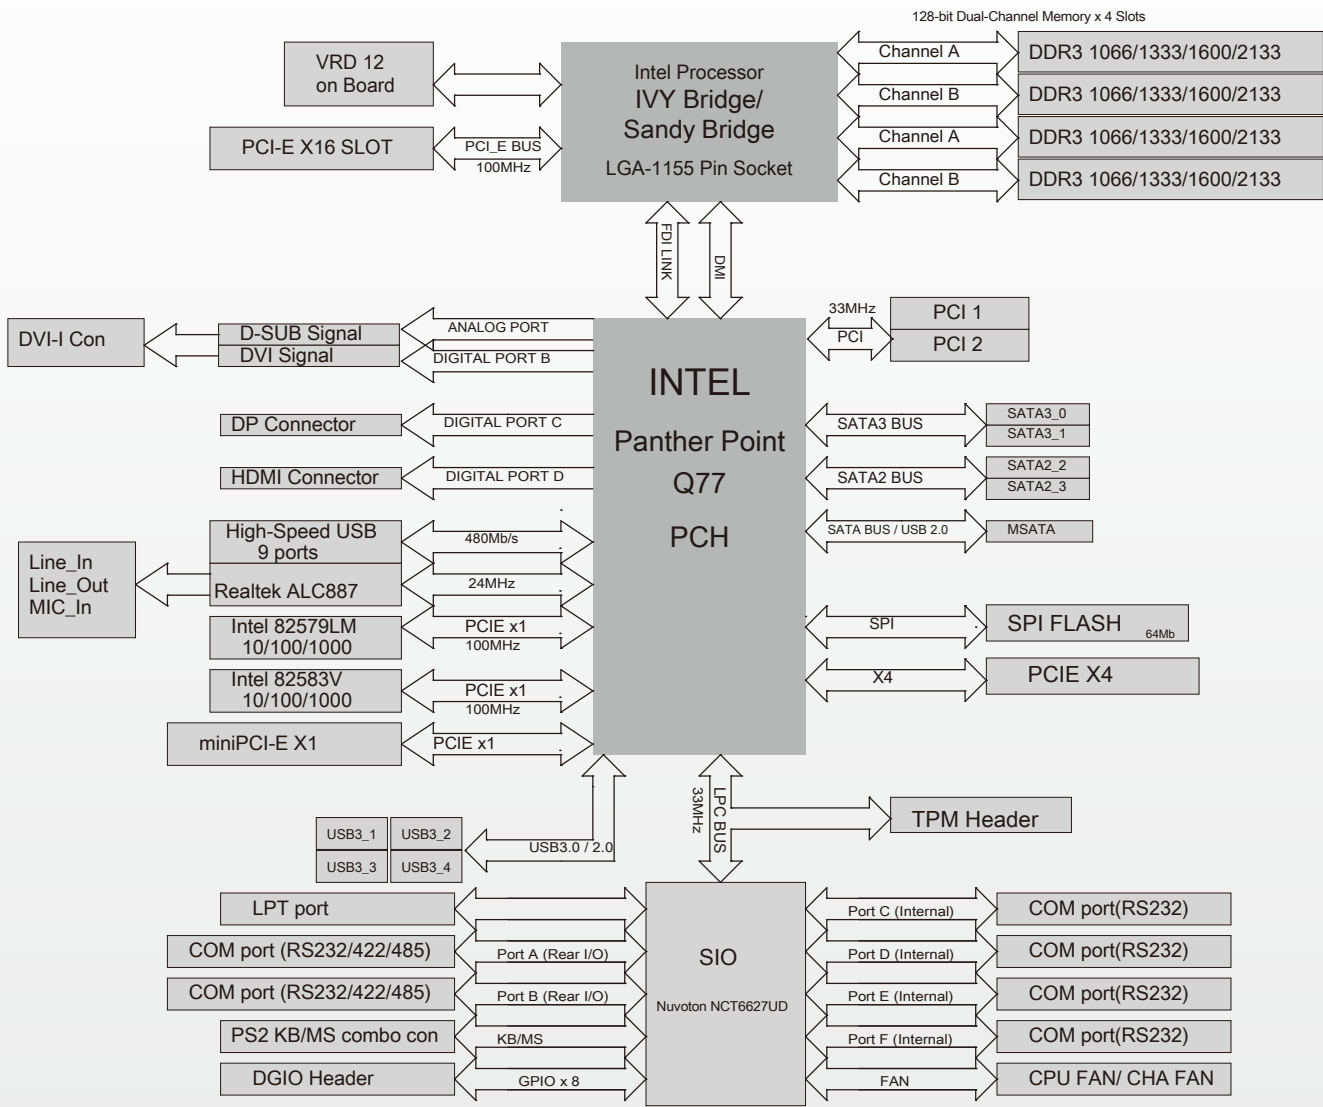 128-bit Dual-Channel Memory x 4 Slots
VRD 12
on Board
PCI-E X16 SLOT
PCI_E BUS
100MHz
Intel Processor
IVY Bridge/
Sandy Bridge
LGA-1155 Pin Socket
Channel A
DDR3 1066/1333/1600/2133
Channel B
DDR3 1066/1333/1600/2133
Channel A
DDR3 1066/1333/1600/2133
Channel B
DDR3 1066/1333/1600/2133
FDI LINK
DMI
DVI-I Con
D-SUB Signal
DVI Signal
ANALOG PORT
DIGITAL PORT B
DP Connector
DIGITAL PORT C
HDMI Connector
DIGITAL PORT D
Line_In
Line_Out
MIC_In
High-Speed USB
9 ports
480Mb/s
Realtek ALC887
24MHz
Intel 82579LM
10/100/1000
PCIE x1
100MHz
Intel 82583V
10/100/1000
PCIE x1
100MHz
miniPCI-E X1
PCIE x1
INTEL
Panther Point
Q77
PCH
33MHz
PCI
PCI 1
PCI 2
SATA3 BUS
SATA3_0
SATA3_1
SATA2 BUS
SATA2_2
SATA2_3
SATA BUS / USB 2.0
MSATA
SPI
SPI FLASH
64Mb
X4
PCIE X4
USB3_1
USB3_2
USB3_3
USB3_4
USB3.0 / 2.0
LPC BUS
33MHz
TPM Header
LPT port
COM port (RS232/422/485)
Port A (Rear I/O)
COM port (RS232/422/485)
Port B (Rear I/O)
PS2 KB/MS combo con
KB/MS
DGIO Header
GPIO x 8
SIO
Nuvoton NCT6627UD
Port C (Internal)
COM port(RS232)
Port D (Internal)
COM port(RS232)
Port E (Internal)
COM port(RS232)
Port F (Internal)
COM port(RS232)
FAN
CPU FAN/ CHA FAN